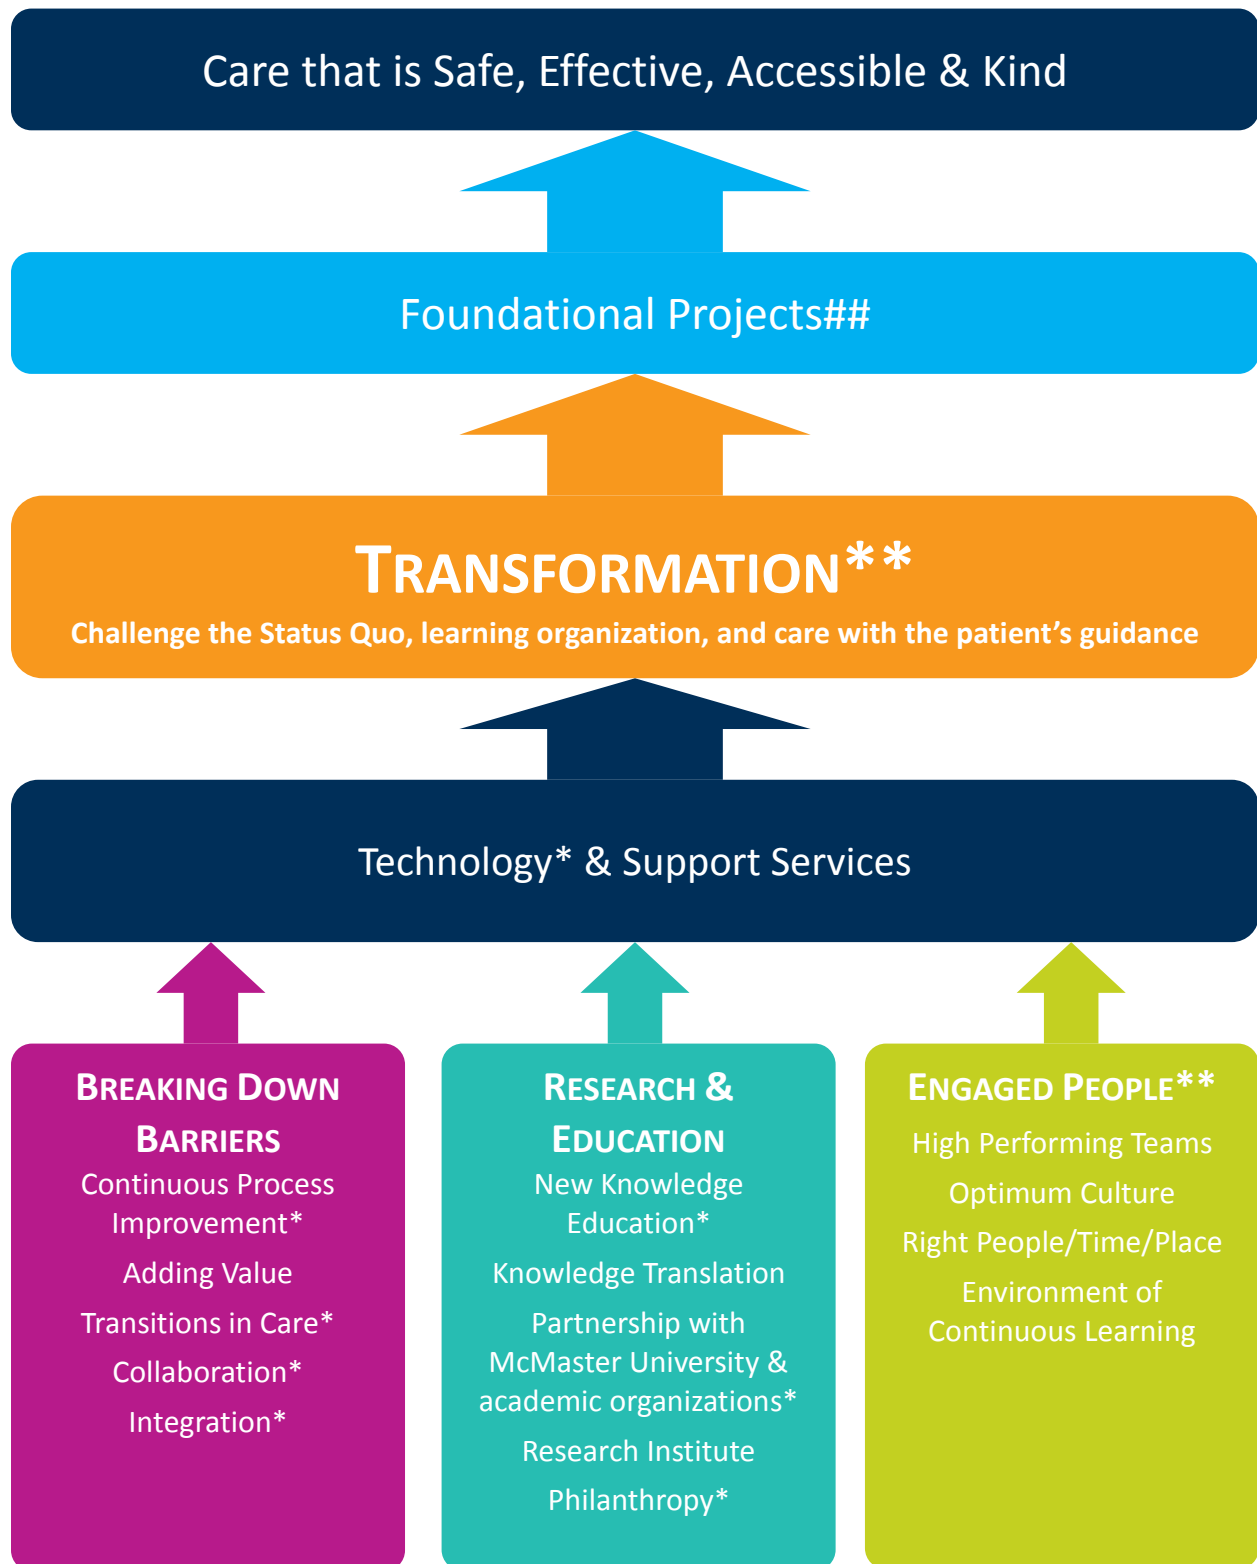 Care that is Safe, Effective, Accessible & Kind
Foundational Projects##
TRANSFORMATION**
Challenge the Status Quo, learning organization, and care with the patient’s guidance
Technology* & Support Services
BREAKING DOWN
BARRIERS
Continuous Process
Improvement*
Adding Value
Transitions in Care*
Collaboration*
Integration*
RESEARCH &
EDUCATION
New Knowledge
Education*
Knowledge Translation
Partnership with
McMaster University &
academic organizations*
Research Institute
Philanthropy*
ENGAGED PEOPLE**
High Performing Teams
Optimum Culture
Right People/Time/Place
Environment of
Continuous Learning